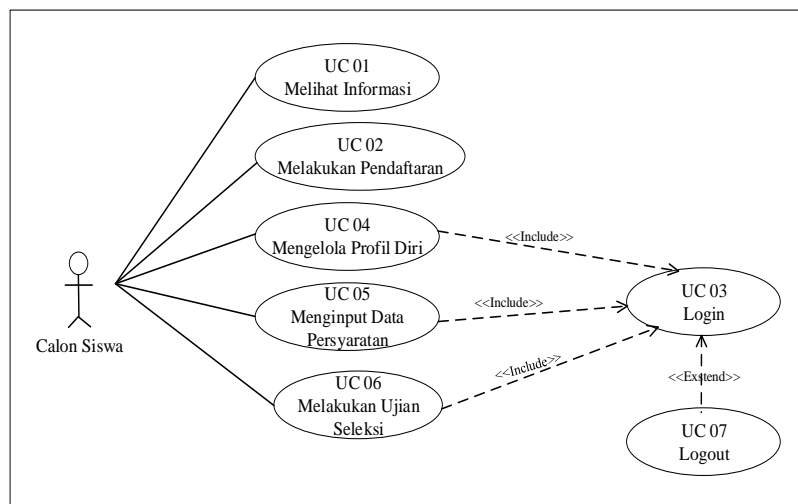 UC 01
Melihat Informasi
UC 02
Melakukan Pendaftaran
UC 04
Mengelola Profil Diri
<<Include>>
UC 03
Login
UC 05
Menginput Data
Persyaratan
<<Include>>
Calon Siswa
UC 06
Melakukan Ujian
Seleksi
<<Include>>
<<Exstend>>
UC 07
Logout